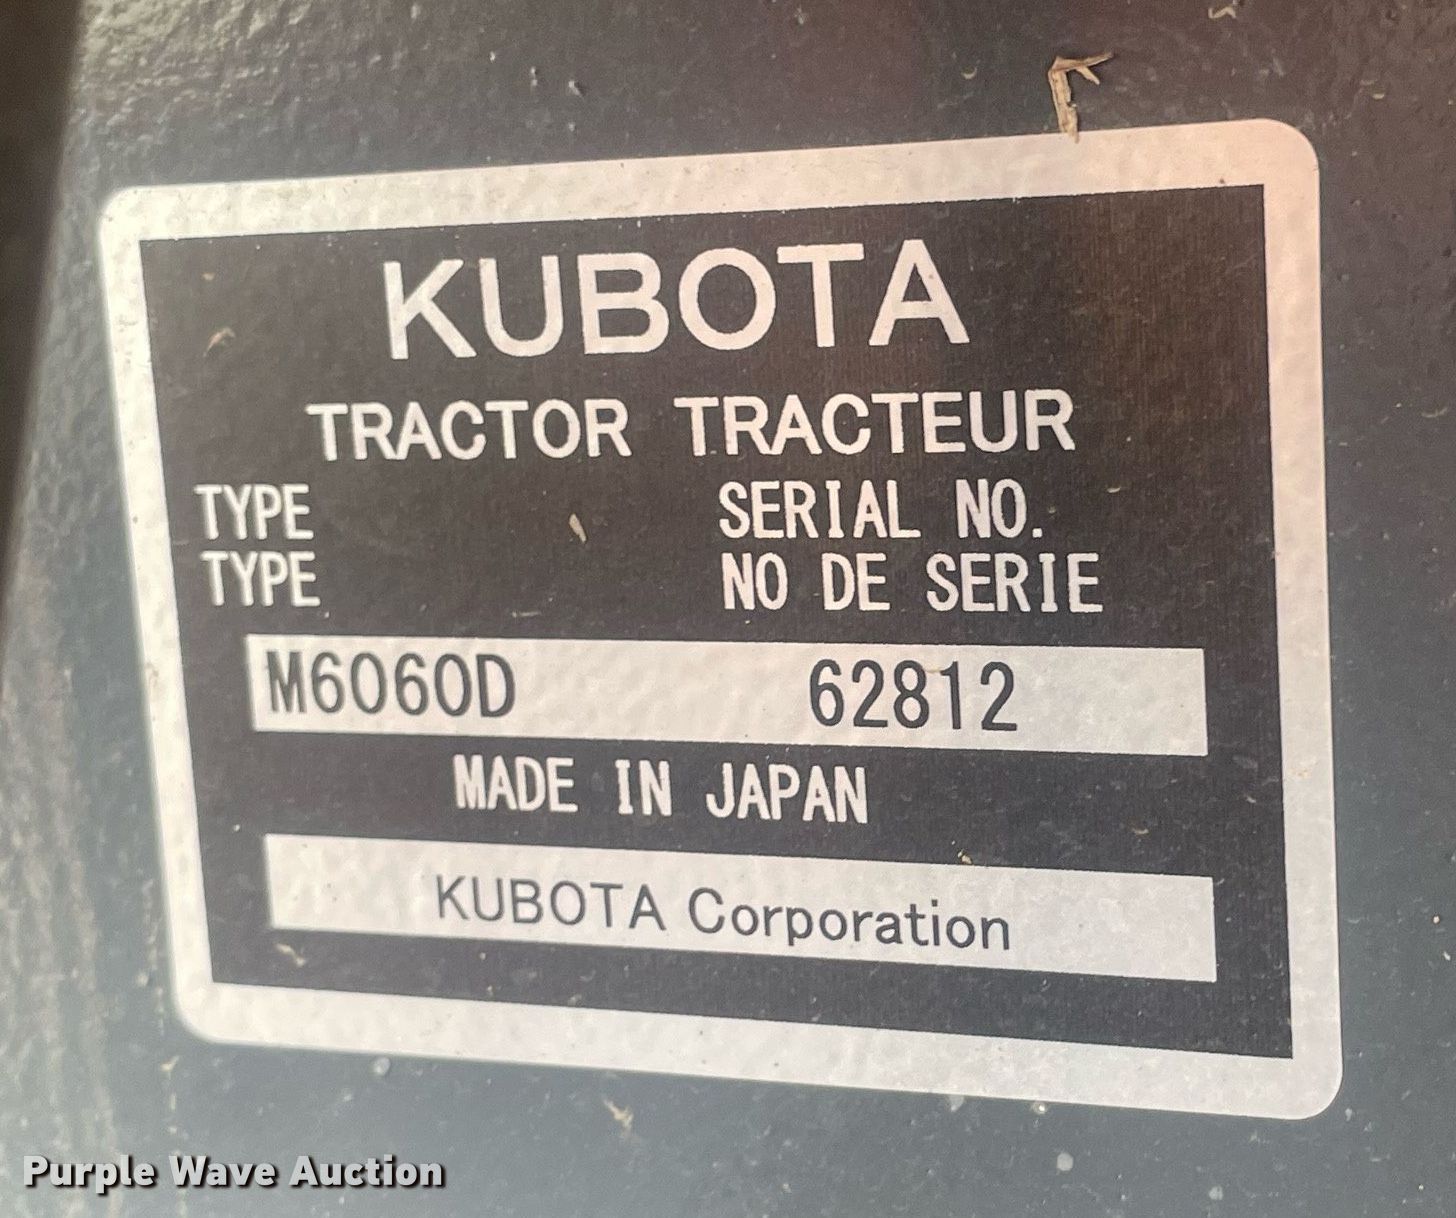 KUBOTA
TRACTOR TRACTEUR
TYPE SERIAL NO.
TYPE NO DE SERIE
M6060D 62812
MADE IN JAPAN
KUBOTA Corporation
Purple Wave Auction